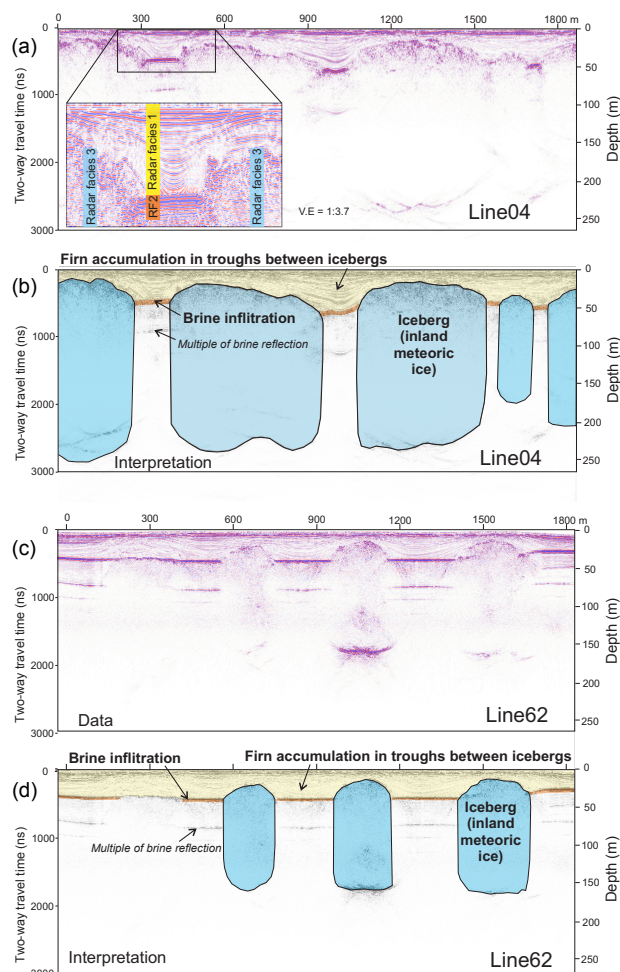 0 300 600 900 1200 1500 1800 m
(a)
Two-way travel time (ns)
0
1000
2000
3000
Depth (m)
0
50
100
150
200
250
Radar facies 3
RF2 Radar facies 1
Radar facies 3
V.E = 1:3.7
Line04
Firn accumulation in troughs between icebergs
(b)
Two-way travel time (ns)
0
1000
2000
3000
Depth (m)
0
50
100
150
200
250
Brine inflitration
Multiple of brine reflection
Iceberg
(inland
meteoric
ice)
Interpretation
Line04
0 300 600 900 1200 1500 1800 m
(c)
Two-way travel time (ns)
0
1000
2000
3000
Depth (m)
0
50
100
150
200
250
Data
Line62
Brine inflitration
Firn accumulation in troughs between icebergs
(d)
Two-way travel time (ns)
0
1000
2000
Depth (m)
0
50
100
150
200
250
Multiple of brine reflection
Iceberg
(inland
meteoric
ice)
Interpretation
Line62